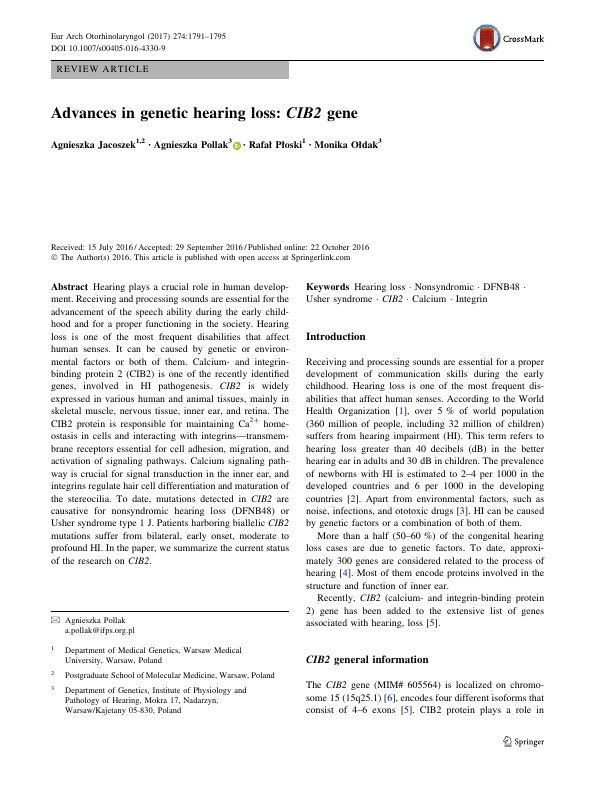 Eur Arch Otorhinolaryngol (2017) 274:1791–1795
DOI 10.1007/s00405-016-4330-9
CrossMark
REVIEW ARTICLE
Advances in genetic hearing loss: CIB2 gene
Agnieszka Jacoszek1,2 · Agnieszka Pollak3 iD · Rafał Płoski1 · Monika Ołdak3
Received: 15 July 2016 / Accepted: 29 September 2016 / Published online: 22 October 2016
© The Author(s) 2016. This article is published with open access at Springerlink.com
Abstract Hearing plays a crucial role in human develop-
ment. Receiving and processing sounds are essential for the
advancement of the speech ability during the early child-
hood and for a proper functioning in the society. Hearing
loss is one of the most frequent disabilities that affect
human senses. It can be caused by genetic or environ-
mental factors or both of them. Calcium- and integrin-
binding protein 2 (CIB2) is one of the recently identified
genes, involved in HI pathogenesis. CIB2 is widely
expressed in various human and animal tissues, mainly in
skeletal muscle, nervous tissue, inner ear, and retina. The
CIB2 protein is responsible for maintaining Ca2+ home-
ostasis in cells and interacting with integrins—transmem-
brane receptors essential for cell adhesion, migration, and
activation of signaling pathways. Calcium signaling path-
way is crucial for signal transduction in the inner ear, and
integrins regulate hair cell differentiation and maturation of
the stereocilia. To date, mutations detected in CIB2 are
causative for nonsyndromic hearing loss (DFNB48) or
Usher syndrome type 1 J. Patients harboring biallelic CIB2
mutations suffer from bilateral, early onset, moderate to
profound HI. In the paper, we summarize the current status
of the research on CIB2.
Agnieszka Pollak
a.pollak@ifps.org.pl
1 Department of Medical Genetics, Warsaw Medical
University, Warsaw, Poland
2 Postgraduate School of Molecular Medicine, Warsaw, Poland
3 Department of Genetics, Institute of Physiology and
Pathology of Hearing, Mokra 17, Nadarzyn,
Warsaw/Kajetany 05-830, Poland
Keywords Hearing loss · Nonsyndromic · DFNB48 ·
Usher syndrome · CIB2 · Calcium · Integrin
Introduction
Receiving and processing sounds are essential for a proper
development of communication skills during the early
childhood. Hearing loss is one of the most frequent dis-
abilities that affect human senses. According to the World
Health Organization [1], over 5 % of world population
(360 million of people, including 32 million of children)
suffers from hearing impairment (HI). This term refers to
hearing loss greater than 40 decibels (dB) in the better
hearing ear in adults and 30 dB in children. The prevalence
of newborns with HI is estimated to 2–4 per 1000 in the
developed countries and 6 per 1000 in the developing
countries [2]. Apart from environmental factors, such as
noise, infections, and ototoxic drugs [3]. HI can be caused
by genetic factors or a combination of both of them.
More than a half (50–60 %) of the congenital hearing
loss cases are due to genetic factors. To date, approxi-
mately 300 genes are considered related to the process of
hearing [4]. Most of them encode proteins involved in the
structure and function of inner ear.
Recently, CIB2 (calcium- and integrin-binding protein
2) gene has been added to the extensive list of genes
associated with hearing, loss [5].
CIB2 general information
The CIB2 gene (MIM# 605564) is localized on chromo-
some 15 (15q25.1) [6], encodes four different isoforms that
consist of 4–6 exons [5]. CIB2 protein plays a role in
Springer